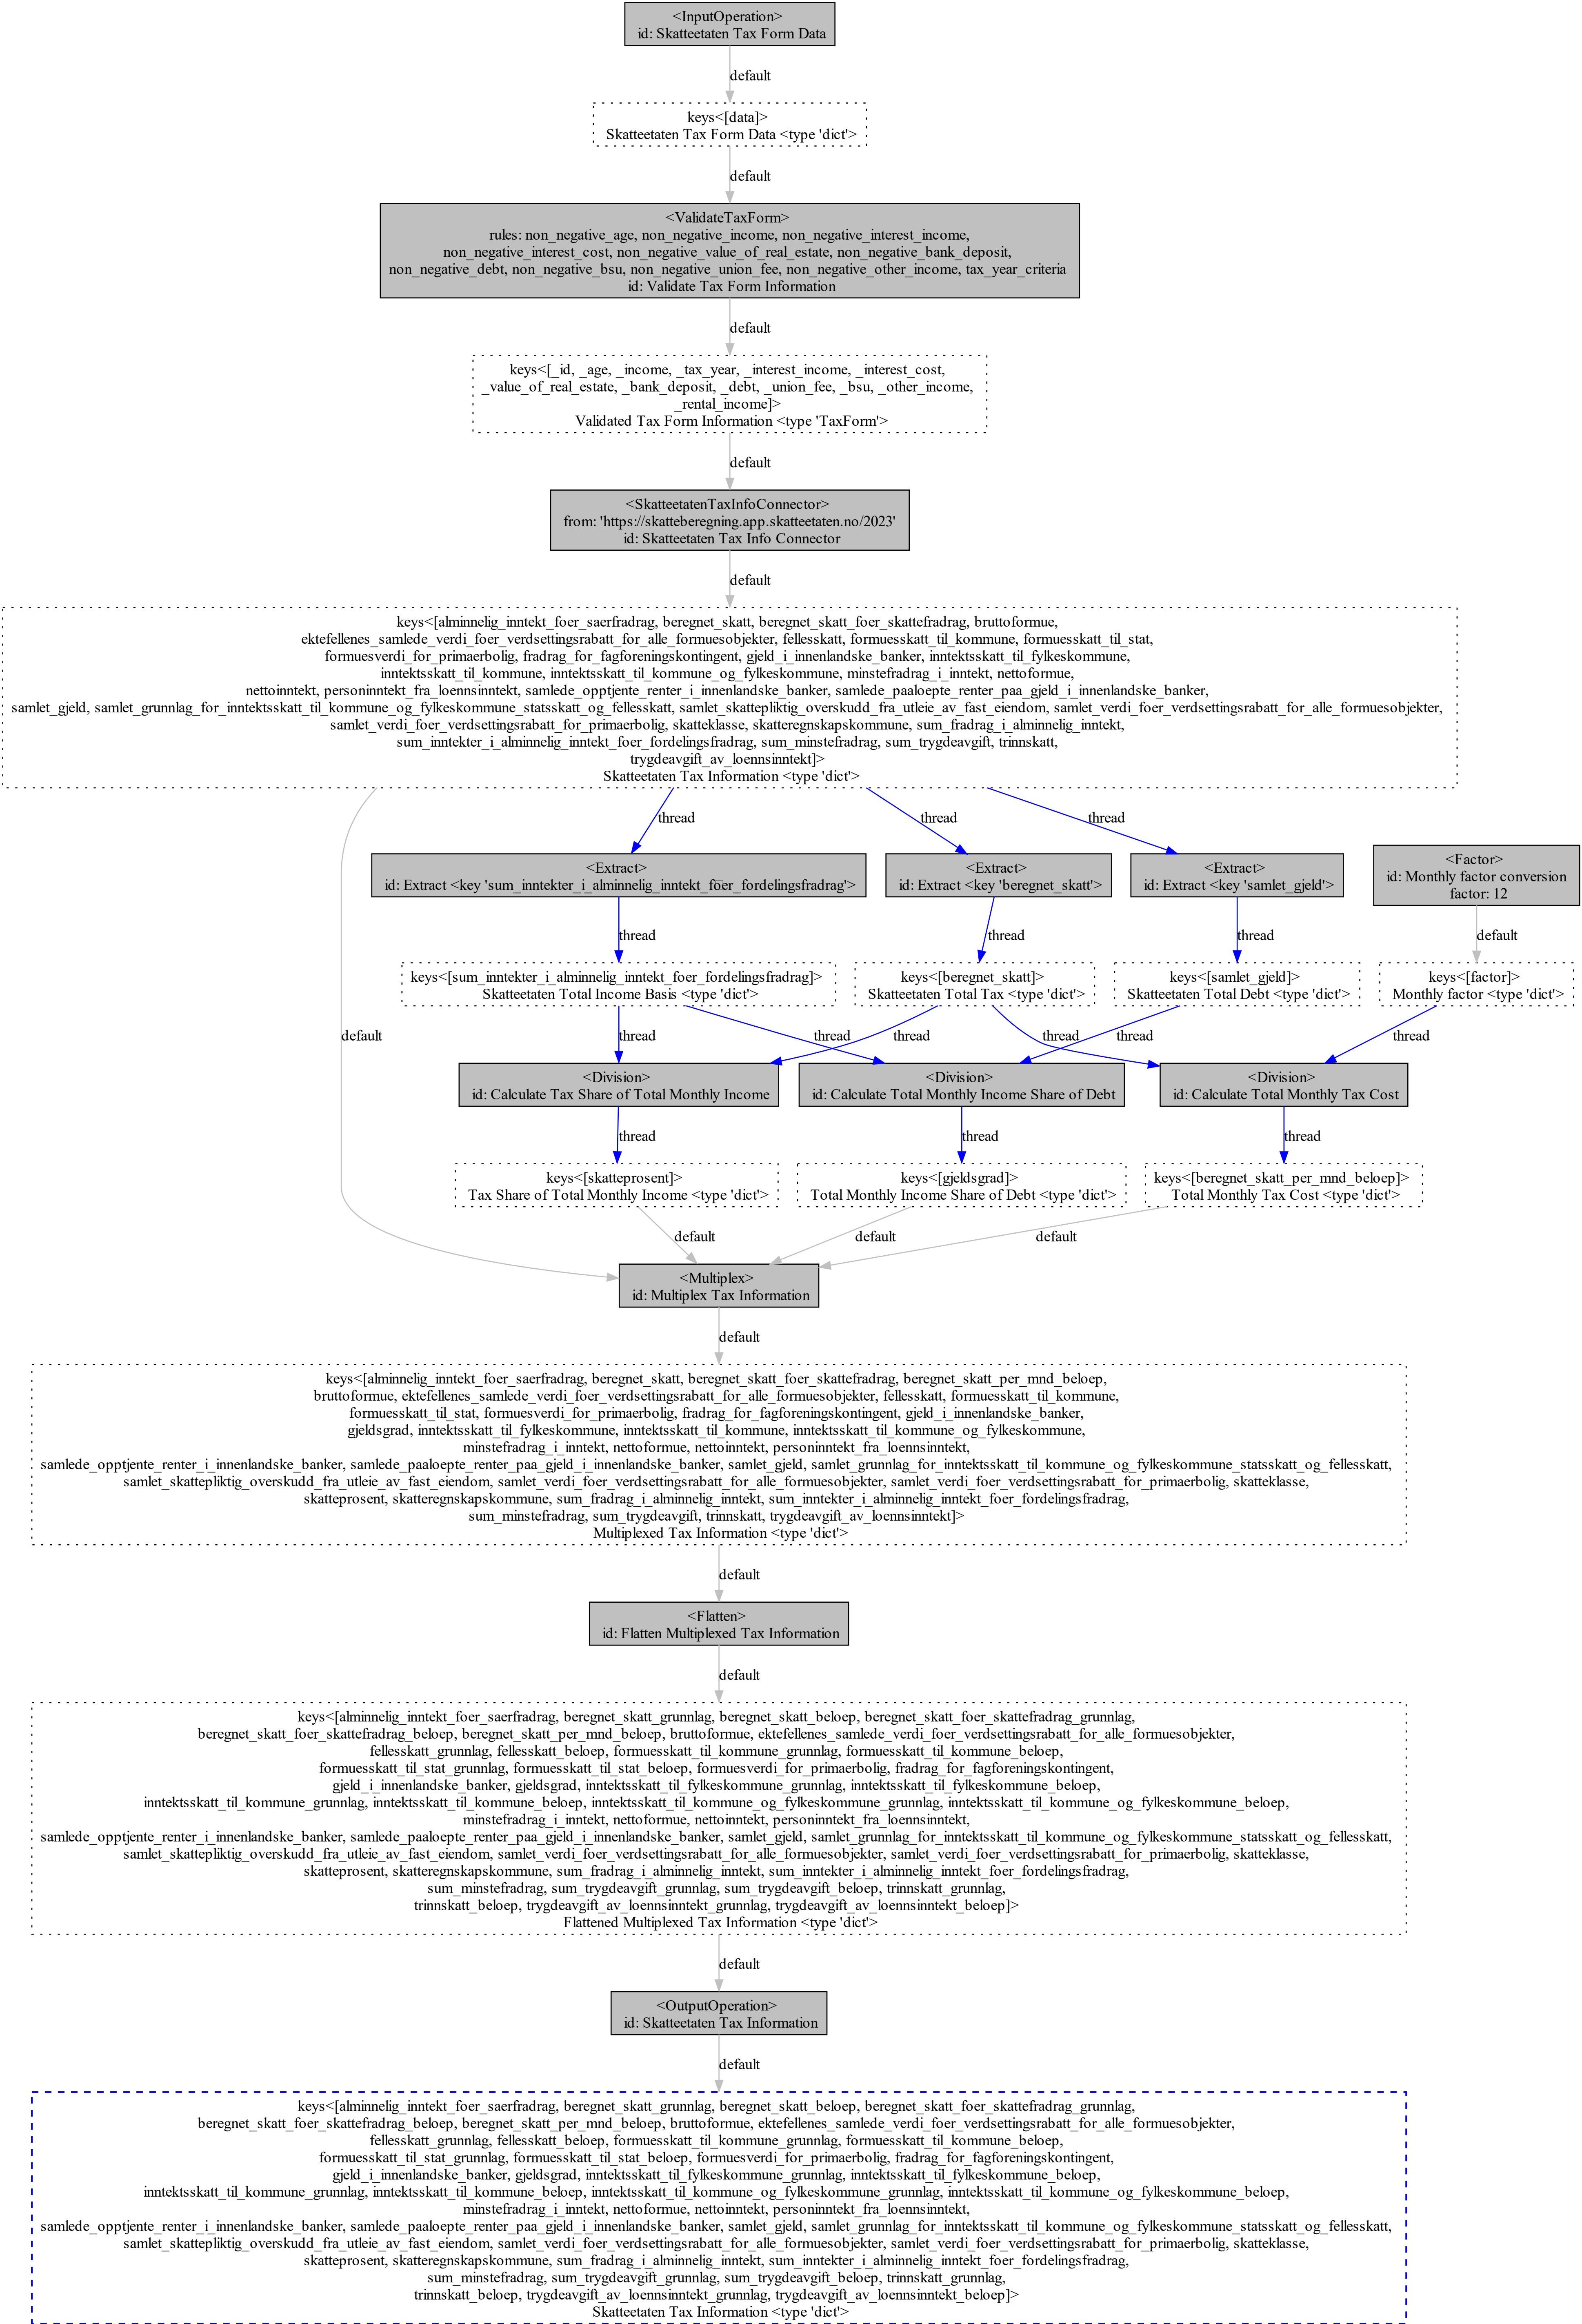 <InputOperation>
id: Skatteetaten Tax Form Data
default
keys<[data]>
Skatteetaten Tax Form Data <type 'dict'>
default
<ValidateTaxForm>
rules: non_negative_age, non_negative_income, non_negative_interest_income,
non_negative_interest_cost, non_negative_value_of_real_estate, non_negative_bank_deposit,
non_negative_debt, non_negative_bsu, non_negative_union_fee, non_negative_other_income, tax_year_criteria
id: Validate Tax Form Information
default
keys<[_id, _age, _income, _tax_year, _interest_income, _interest_cost,
_value_of_real_estate, _bank_deposit, _debt, _union_fee, _bsu, _other_income,
_rental_income]>
Validated Tax Form Information <type 'TaxForm'>
default
<SkatteetatenTaxInfoConnector>
from: 'https://skatteberegning.app.skatteetaten.no/2023'
id: Skatteetaten Tax Info Connector
default
keys<[alminnelig_inntekt_foer_saerfradrag, beregnet_skatt, beregnet_skatt_foer_skattefradrag, bruttoformue,
ektefellenes_samlede_verdi_foer_verdsettingsrabatt_for_alle_formuesobjekter, fellesskatt, formuesskatt_til_kommune, formuesskatt_til_stat,
formuesverdi_for_primaerbolig, fradrag_for_fagforeningskontingent, gjeld_i_innenlandske_banker, inntektsskatt_til_fylkeskommune,
inntektsskatt_til_kommune, inntektsskatt_til_kommune_og_fylkeskommune, minstefradrag_i_inntekt, nettoformue,
nettoinntekt, personinntekt_fra_loennsinntekt, samlede_opptjente_renter_i_innenlandske_banker, samlede_paaloepte_renter_paa_gjeld_i_innenlandske_banker,
samlet_gjeld, samlet_grunnlag_for_inntektsskatt_til_kommune_og_fylkeskommune_statsskatt_og_fellesskatt, samlet_skattepliktig_overskudd_fra_utleie_av_fast_eiendom, samlet_verdi_foer_verdsettingsrabatt_for_alle_formuesobjekter,
samlet_verdi_foer_verdsettingsrabatt_for_primaerbolig, skatteklasse, skatteregnskapskommune, sum_fradrag_i_alminnelig_inntekt,
sum_inntekter_i_alminnelig_inntekt_foer_fordelingsfradrag, sum_minstefradrag, sum_trygdeavgift, trinnskatt,
trygdeavgift_av_loennsinntekt]>
Skatteetaten Tax Information <type 'dict'>
thread
thread
thread
<Extract>
id: Extract <key 'sum_inntekter_i_alminnelig_inntekt_foer_fordelingsfradrag'>
<Extract>
id: Extract <key 'beregnet_skatt'>
<Extract>
id: Extract <key 'samlet_gjeld'>
<Factor>
id: Monthly factor conversion
factor: 12
thread
thread
thread
default
keys<[sum_inntekter_i_alminnelig_inntekt_foer_fordelingsfradrag]>
Skatteetaten Total Income Basis <type 'dict'>
keys<[beregnet_skatt]>
Skatteetaten Total Tax <type 'dict'>
keys<[samlet_gjeld]>
Skatteetaten Total Debt <type 'dict'>
keys<[factor]>
Monthly factor <type 'dict'>
default
thread
thread
thread
thread
thread
thread
<Division>
id: Calculate Tax Share of Total Monthly Income
<Division>
id: Calculate Total Monthly Income Share of Debt
<Division>
id: Calculate Total Monthly Tax Cost
thread
thread
thread
keys<[skatteprosent]>
Tax Share of Total Monthly Income <type 'dict'>
keys<[gjeldsgrad]>
Total Monthly Income Share of Debt <type 'dict'>
keys<[beregnet_skatt_per_mnd_beloep]>
Total Monthly Tax Cost <type 'dict'>
default
default
default
<Multiplex>
id: Multiplex Tax Information
default
keys<[alminnelig_inntekt_foer_saerfradrag, beregnet_skatt, beregnet_skatt_foer_skattefradrag, beregnet_skatt_per_mnd_beloep,
bruttoformue, ektefellenes_samlede_verdi_foer_verdsettingsrabatt_for_alle_formuesobjekter, fellesskatt, formuesskatt_til_kommune,
formuesskatt_til_stat, formuesverdi_for_primaerbolig, fradrag_for_fagforeningskontingent, gjeld_i_innenlandske_banker,
gjeldsgrad, inntektsskatt_til_fylkeskommune, inntektsskatt_til_kommune, inntektsskatt_til_kommune_og_fylkeskommune,
minstefradrag_i_inntekt, nettoformue, nettoinntekt, personinntekt_fra_loennsinntekt,
samlede_opptjente_renter_i_innenlandske_banker, samlede_paaloepte_renter_paa_gjeld_i_innenlandske_banker, samlet_gjeld, samlet_grunnlag_for_inntektsskatt_til_kommune_og_fylkeskommune_statsskatt_og_fellesskatt,
samlet_skattepliktig_overskudd_fra_utleie_av_fast_eiendom, samlet_verdi_foer_verdsettingsrabatt_for_alle_formuesobjekter, samlet_verdi_foer_verdsettingsrabatt_for_primaerbolig, skatteklasse,
skatteprosent, skatteregnskapskommune, sum_fradrag_i_alminnelig_inntekt, sum_inntekter_i_alminnelig_inntekt_foer_fordelingsfradrag,
sum_minstefradrag, sum_trygdeavgift, trinnskatt, trygdeavgift_av_loennsinntekt]>
Multiplexed Tax Information <type 'dict'>
default
<Flatten>
id: Flatten Multiplexed Tax Information
default
keys<[alminnelig_inntekt_foer_saerfradrag, beregnet_skatt_grunnlag, beregnet_skatt_beloep, beregnet_skatt_foer_skattefradrag_grunnlag,
beregnet_skatt_foer_skattefradrag_beloep, beregnet_skatt_per_mnd_beloep, bruttoformue, ektefellenes_samlede_verdi_foer_verdsettingsrabatt_for_alle_formuesobjekter,
fellesskatt_grunnlag, fellesskatt_beloep, formuesskatt_til_kommune_grunnlag, formuesskatt_til_kommune_beloep,
formuesskatt_til_stat_grunnlag, formuesskatt_til_stat_beloep, formuesverdi_for_primaerbolig, fradrag_for_fagforeningskontingent,
gjeld_i_innenlandske_banker, gjeldsgrad, inntektsskatt_til_fylkeskommune_grunnlag, inntektsskatt_til_fylkeskommune_beloep,
inntektsskatt_til_kommune_grunnlag, inntektsskatt_til_kommune_beloep, inntektsskatt_til_kommune_og_fylkeskommune_grunnlag, inntektsskatt_til_kommune_og_fylkeskommune_beloep,
minstefradrag_i_inntekt, nettoformue, nettoinntekt, personinntekt_fra_loennsinntekt,
samlede_opptjente_renter_i_innenlandske_banker, samlede_paaloepte_renter_paa_gjeld_i_innenlandske_banker, samlet_gjeld, samlet_grunnlag_for_inntektsskatt_til_kommune_og_fylkeskommune_statsskatt_og_fellesskatt,
samlet_skattepliktig_overskudd_fra_utleie_av_fast_eiendom, samlet_verdi_foer_verdsettingsrabatt_for_alle_formuesobjekter, samlet_verdi_foer_verdsettingsrabatt_for_primaerbolig, skatteklasse,
skatteprosent, skatteregnskapskommune, sum_fradrag_i_alminnelig_inntekt, sum_inntekter_i_alminnelig_inntekt_foer_fordelingsfradrag,
sum_minstefradrag, sum_trygdeavgift_grunnlag, sum_trygdeavgift_beloep, trinnskatt_grunnlag,
trinnskatt_beloep, trygdeavgift_av_loennsinntekt_grunnlag, trygdeavgift_av_loennsinntekt_beloep]>
Flattened Multiplexed Tax Information <type 'dict'>
default
<OutputOperation>
id: Skatteetaten Tax Information
default
keys<[alminnelig_inntekt_foer_saerfradrag, beregnet_skatt_grunnlag, beregnet_skatt_beloep, beregnet_skatt_foer_skattefradrag_grunnlag,
beregnet_skatt_foer_skattefradrag_beloep, beregnet_skatt_per_mnd_beloep, bruttoformue, ektefellenes_samlede_verdi_foer_verdsettingsrabatt_for_alle_formuesobjekter,
fellesskatt_grunnlag, fellesskatt_beloep, formuesskatt_til_kommune_grunnlag, formuesskatt_til_kommune_beloep,
formuesskatt_til_stat_grunnlag, formuesskatt_til_stat_beloep, formuesverdi_for_primaerbolig, fradrag_for_fagforeningskontingent,
gjeld_i_innenlandske_banker, gjeldsgrad, inntektsskatt_til_fylkeskommune_grunnlag, inntektsskatt_til_fylkeskommune_beloep,
inntektsskatt_til_kommune_grunnlag, inntektsskatt_til_kommune_beloep, inntektsskatt_til_kommune_og_fylkeskommune_grunnlag, inntektsskatt_til_kommune_og_fylkeskommune_beloep,
minstefradrag_i_inntekt, nettoformue, nettoinntekt, personinntekt_fra_loennsinntekt,
samlede_opptjente_renter_i_innenlandske_banker, samlede_paaloepte_renter_paa_gjeld_i_innenlandske_banker, samlet_gjeld, samlet_grunnlag_for_inntektsskatt_til_kommune_og_fylkeskommune_statsskatt_og_fellesskatt,
samlet_skattepliktig_overskudd_fra_utleie_av_fast_eiendom, samlet_verdi_foer_verdsettingsrabatt_for_alle_formuesobjekter, samlet_verdi_foer_verdsettingsrabatt_for_primaerbolig, skatteklasse,
skatteprosent, skatteregnskapskommune, sum_fradrag_i_alminnelig_inntekt, sum_inntekter_i_alminnelig_inntekt_foer_fordelingsfradrag,
sum_minstefradrag, sum_trygdeavgift_grunnlag, sum_trygdeavgift_beloep, trinnskatt_grunnlag,
trinnskatt_beloep, trygdeavgift_av_loennsinntekt_grunnlag, trygdeavgift_av_loennsinntekt_beloep]>
Skatteetaten Tax Information <type 'dict'>